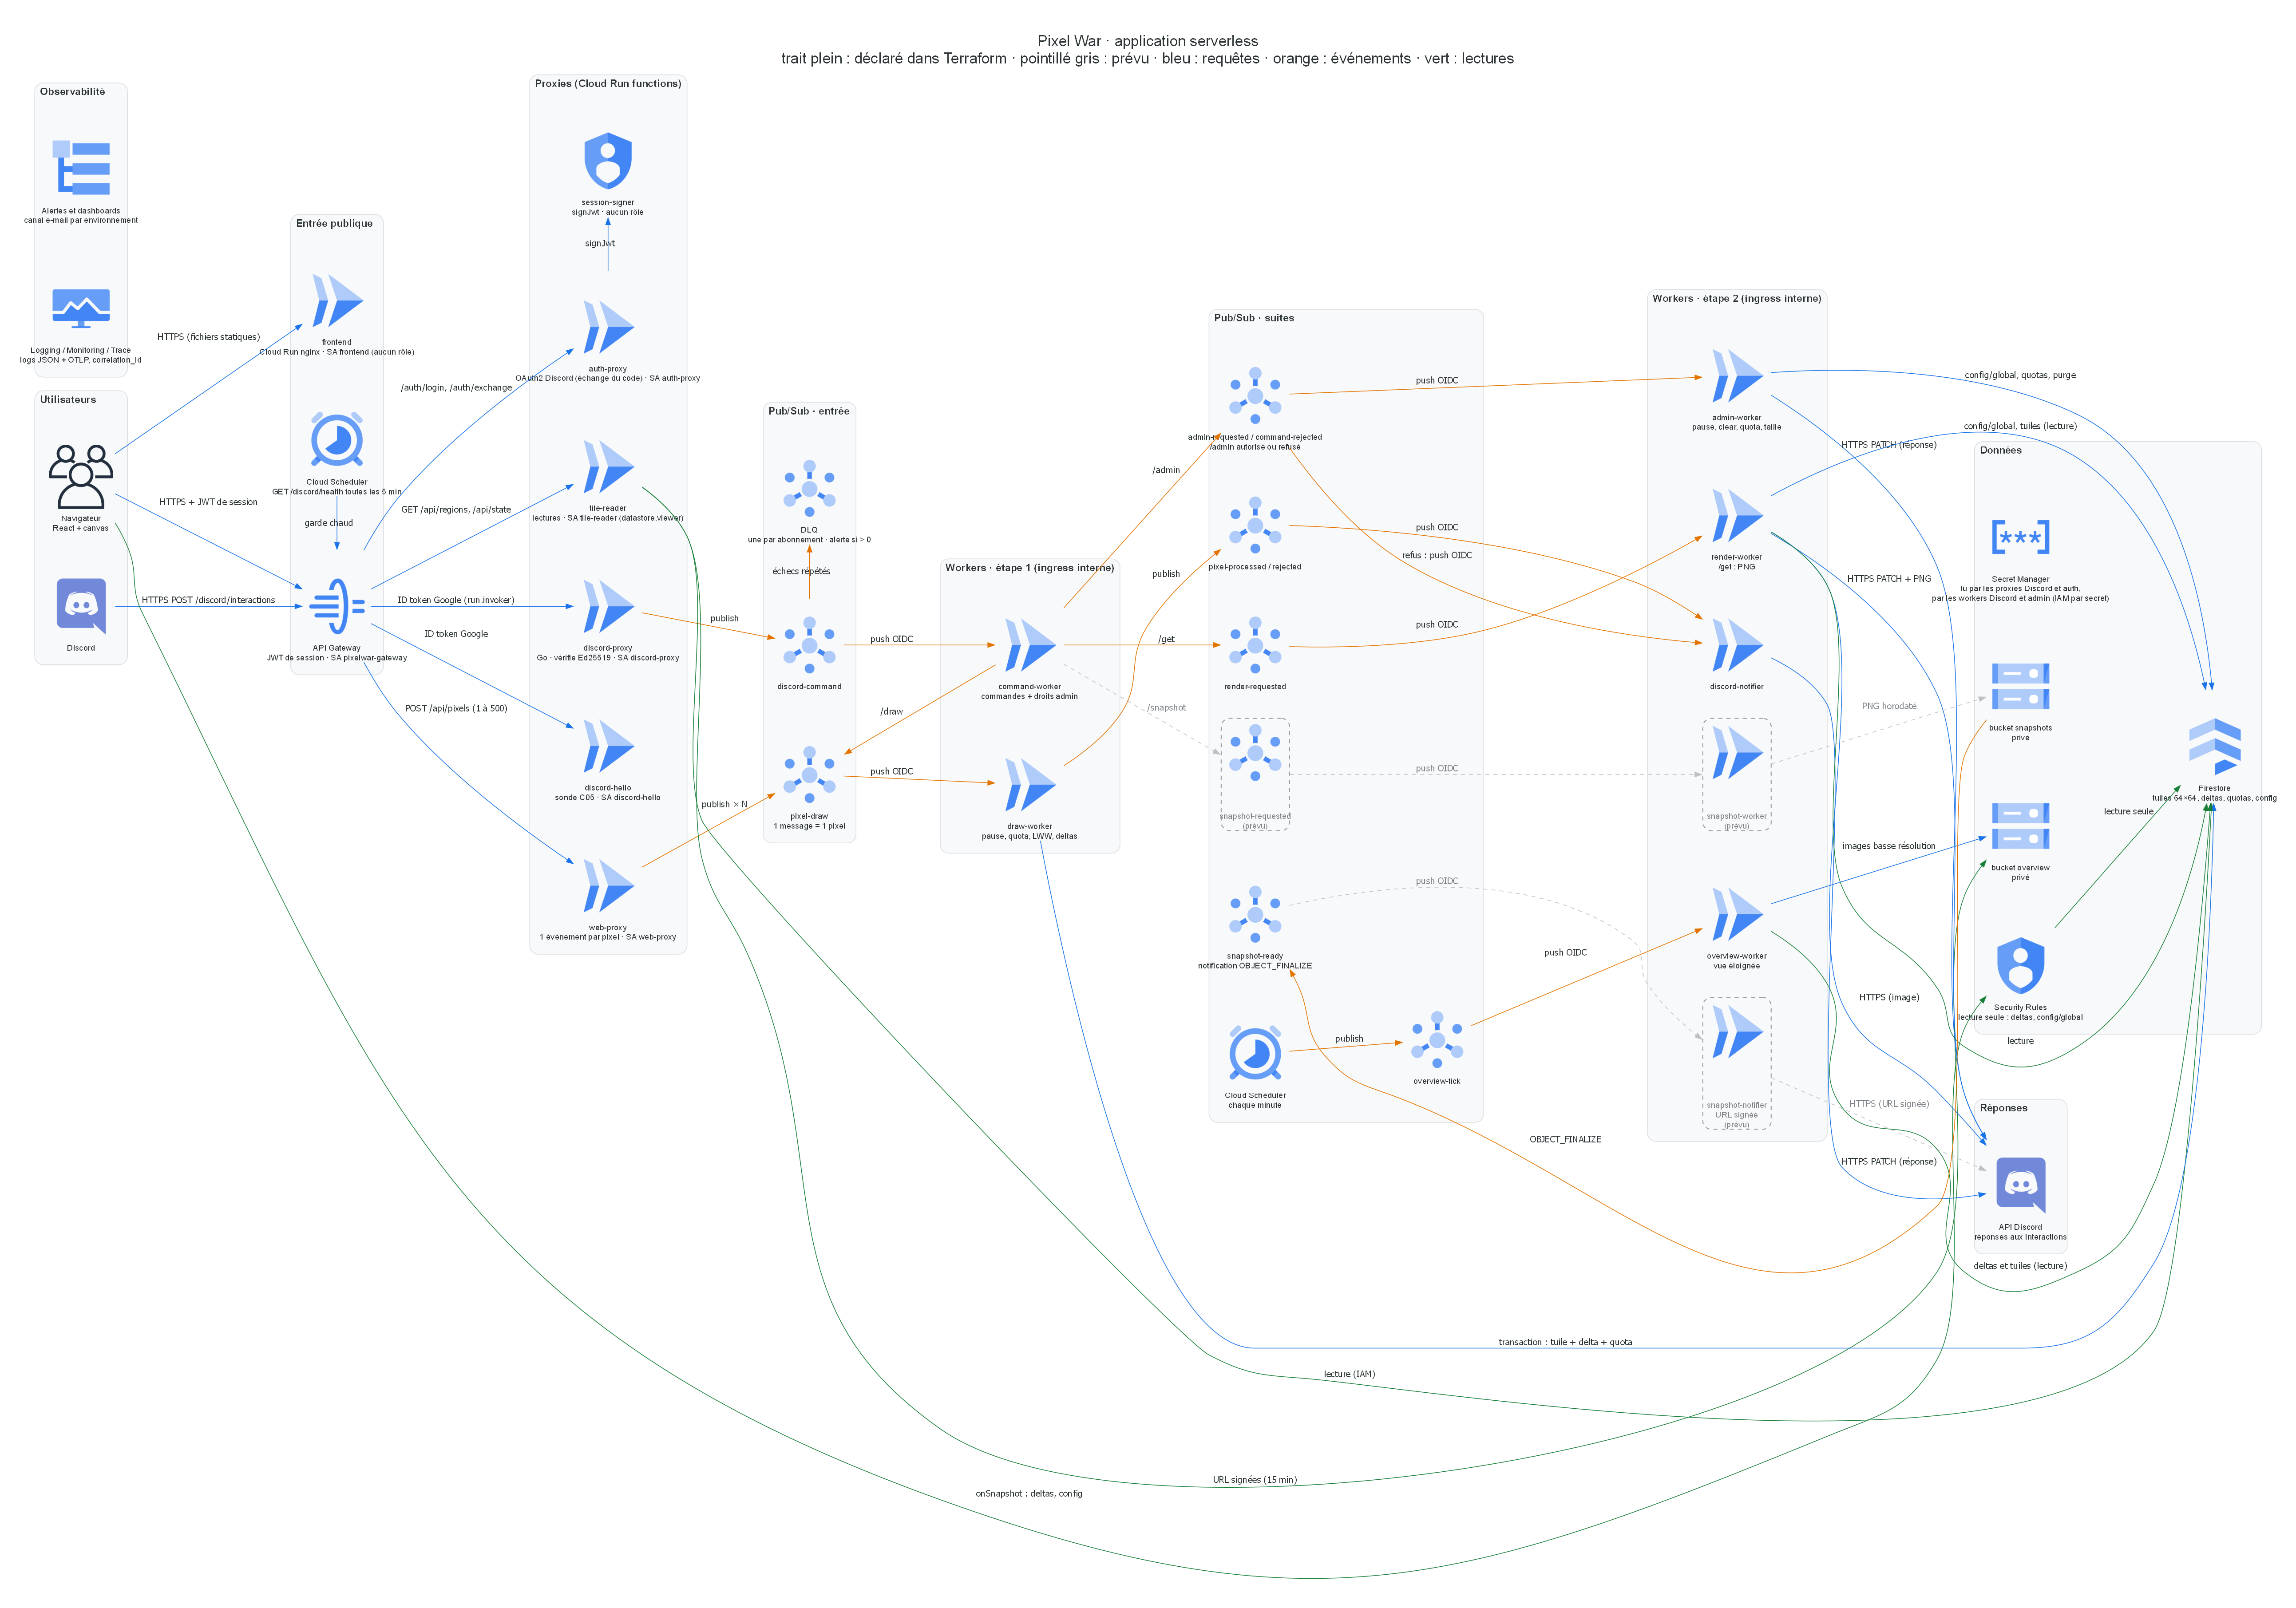 Pixel War · application serverless
trait plein : déclaré dans Terraform · pointillé gris : prévu · bleu : requêtes · orange : événements · vert : lectures
Observabilité
Alertes et dashboards
canal e-mail par environnement
Logging / Monitoring / Trace
logs JSON + OTLP, correlation_id
Utilisateurs
Navigateur
React + canvas
Discord
HTTPS (fichiers statiques)
HTTPS + JWT de session
HTTPS POST /discord/interactions
Entrée publique
frontend
Cloud Run nginx · SA frontend (aucun rôle)
Cloud Scheduler
GET /discord/health toutes les 5 min
garde chaud
API Gateway
JWT de session · SA pixelwar-gateway
/auth/login, /auth/exchange
GET /api/regions, /api/state
ID token Google (run.invoker)
ID token Google
POST /api/pixels (1 à 500)
Proxies (Cloud Run functions)
session-signer
signJwt · aucun rôle
signJwt
auth-proxy
OAuth2 Discord (échange du code) · SA auth-proxy
tile-reader
lectures · SA tile-reader (datastore.viewer)
discord-proxy
Go · vérifie Ed25519 · SA discord-proxy
discord-hello
sonde C05 · SA discord-hello
web-proxy
1 événement par pixel · SA web-proxy
publish
publish × N
Pub/Sub · entrée
DLQ
une par abonnement · alerte si > 0
échecs répétés
discord-command
pixel-draw
1 message = 1 pixel
push OIDC
/draw
push OIDC
Workers · étape 1 (ingress interne)
command-worker
commandes + droits admin
draw-worker
pause, quota, LWW, deltas
/admin
publish
/get
/snapshot
Pub/Sub · suites
admin-requested / command-rejected
/admin autorisé ou refusé
pixel-processed / rejected
render-requested
snapshot-requested
(prévu)
snapshot-ready
notification OBJECT_FINALIZE
Cloud Scheduler
chaque minute
publish
overview-tick
push OIDC
push OIDC
refus : push OIDC
push OIDC
push OIDC
push OIDC
push OIDC
OBJECT_FINALIZE
Workers · étape 2 (ingress interne)
admin-worker
pause, clear, quota, taille
render-worker
/get : PNG
discord-notifier
snapshot-worker
(prévu)
overview-worker
vue éloignée
snapshot-notifier
URL signée
(prévu)
config/global, quotas, purge
config/global, tuiles (lecture)
HTTPS PATCH (réponse)
HTTPS PATCH + PNG
PNG horodaté
images basse résolution
HTTPS (image)
HTTPS (URL signée)
HTTPS PATCH (réponse)
Données
Secret Manager
lu par les proxies Discord et auth,
par les workers Discord et admin (IAM par secret)
bucket snapshots
privé
bucket overview
privé
Firestore
tuiles 64×64, deltas, quotas, config
lecture seule
Security Rules
lecture seule : deltas, config/global
lecture
Réponses
API Discord
réponses aux interactions
deltas et tuiles (lecture)
transaction : tuile + delta + quota
lecture (IAM)
URL signées (15 min)
onSnapshot : deltas, config